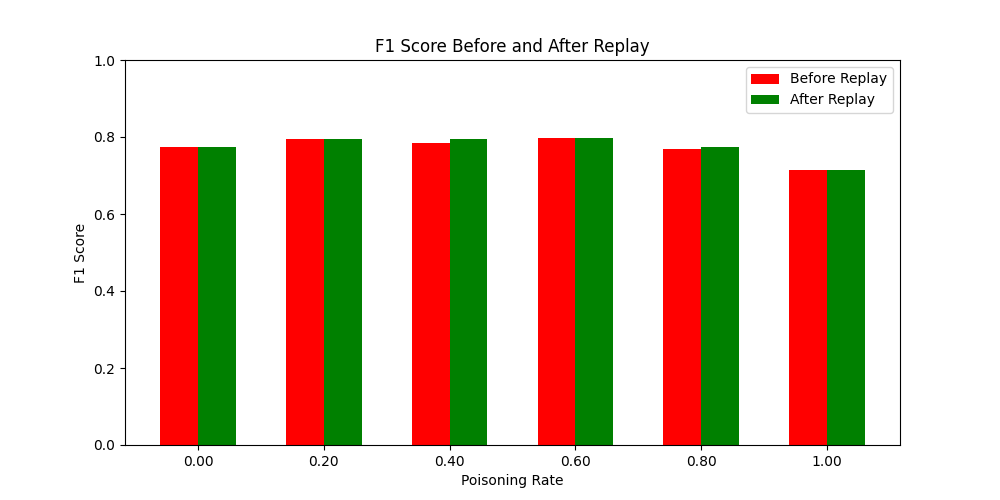 F1 Score Before and After Replay
Before Replay
After Replay
1.0
0.8
0.6
0.4
0.2
0.0
F1 Score
0.00 0.20 0.40 0.60 0.80 1.00
Poisoning Rate